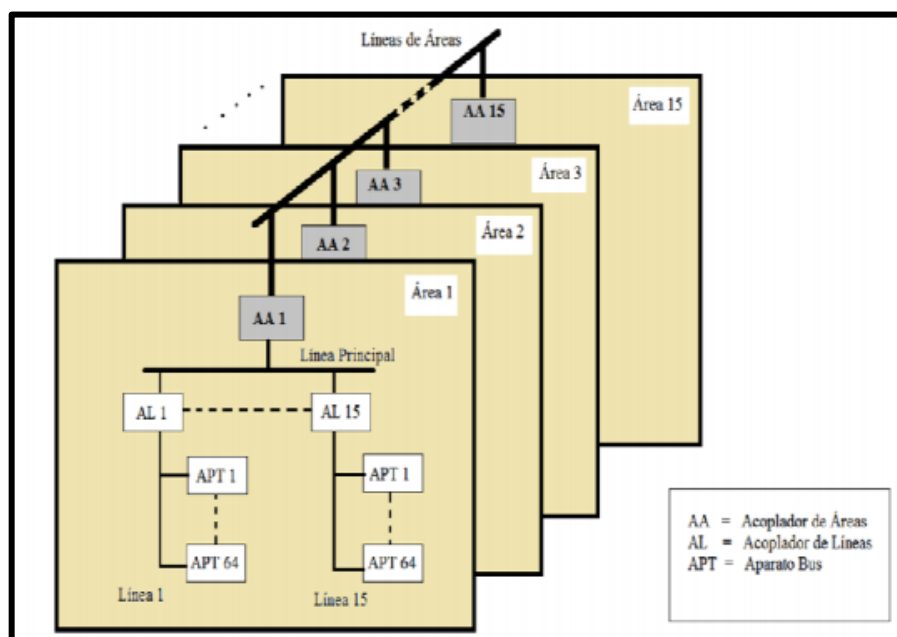 Líneas de Áreas
AA 15
Área 15
AA 3
Área 3
AA 2
Área 2
Área 1
AA 1
Línea Principal
AL 1
AL 15
APT 1
APT 1
APT 64
APT 64
Línea 1
Línea 15
AA = Acoplador de Áreas
AL = Acoplador de Líneas
APT = Aparato Bus